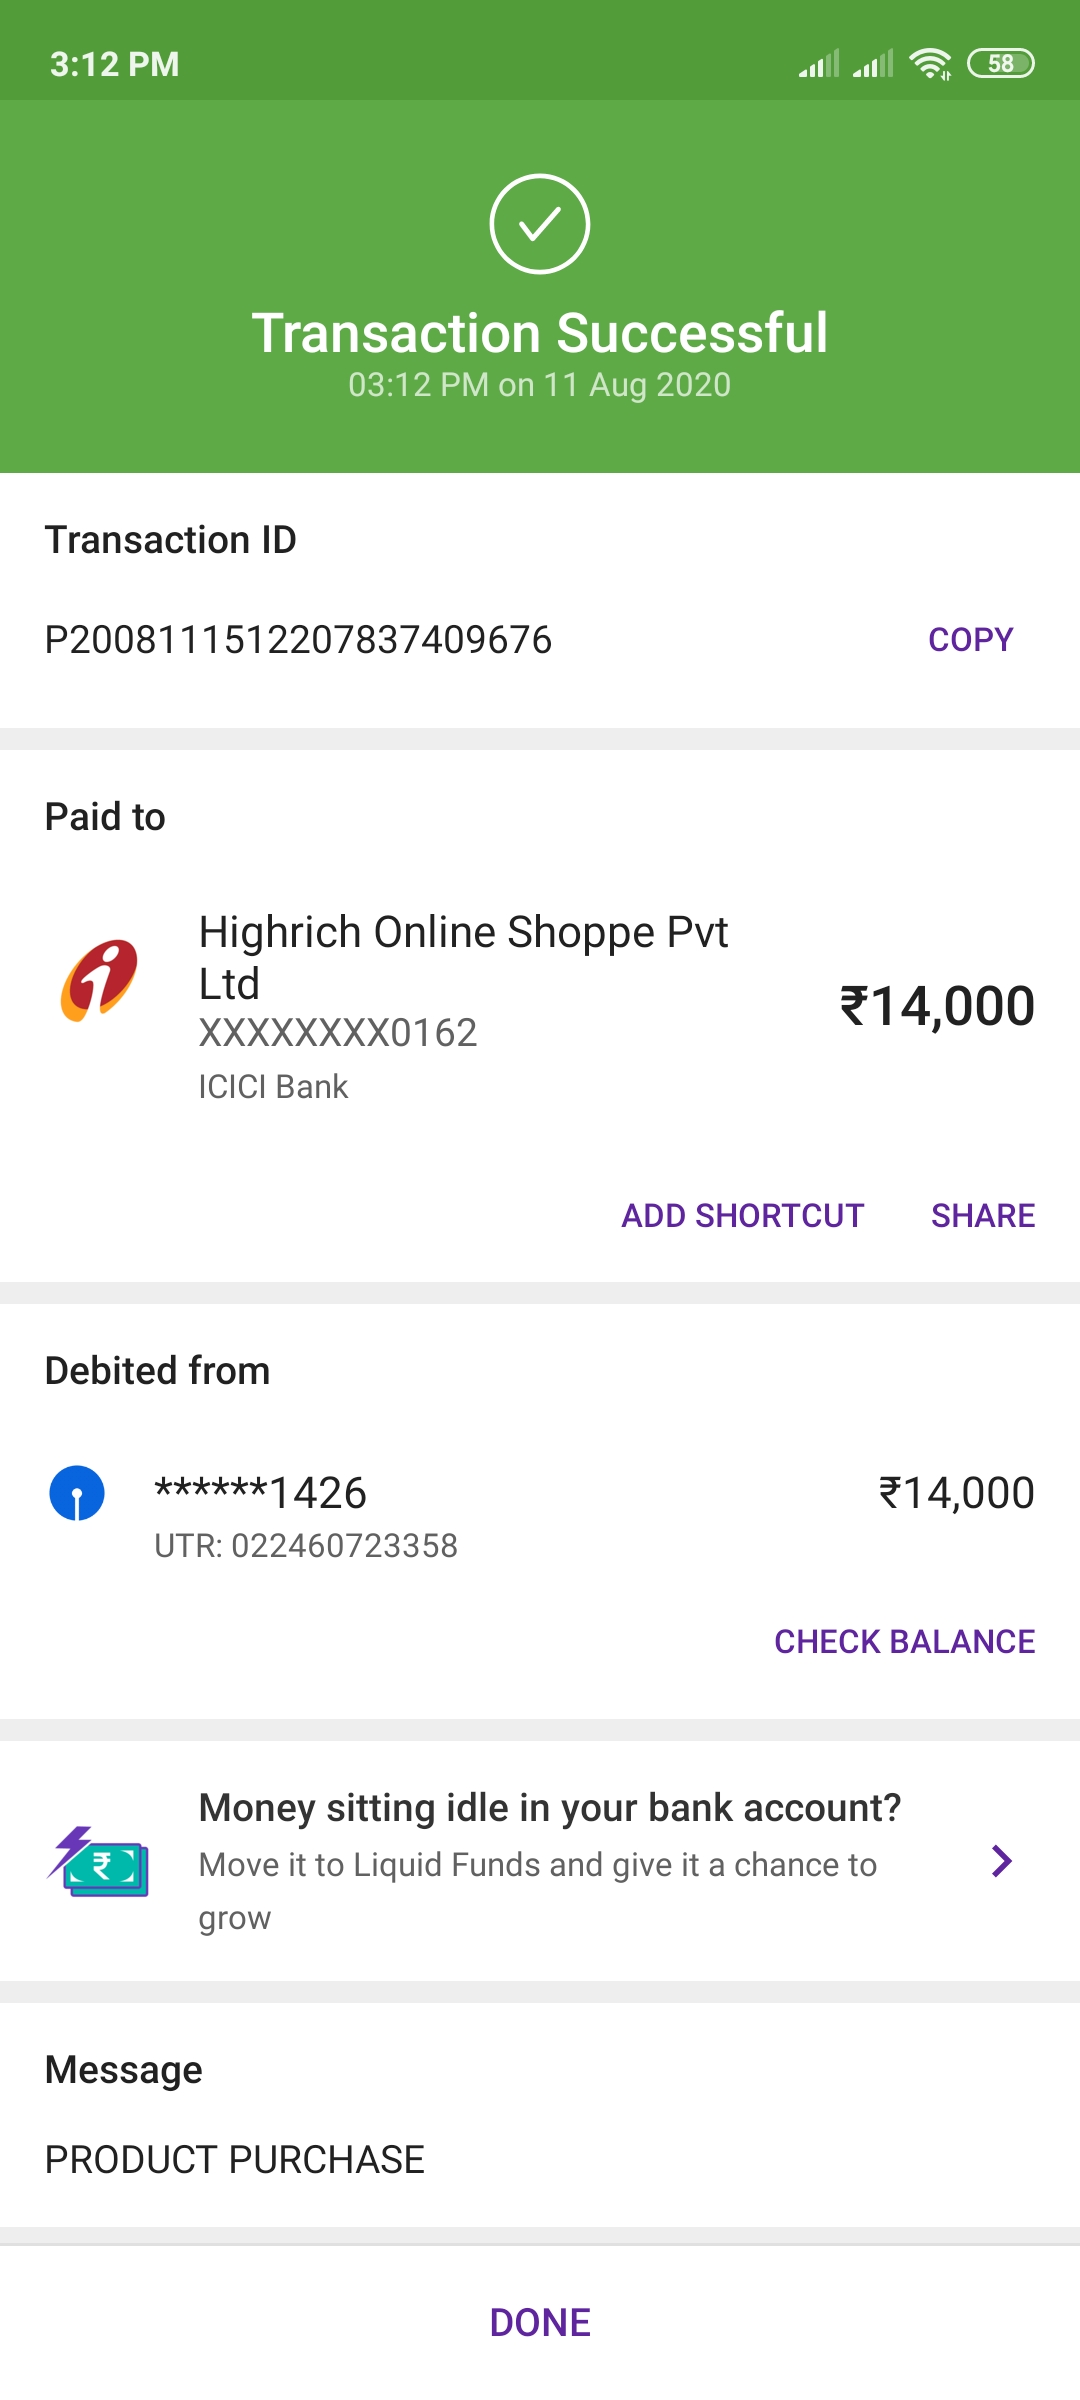 3:12 PM
58
Transaction Successful
03:12 PM on 11 Aug 2020
Transaction ID
P2008111512207837409676
COPY
Paid to
Highrich Online Shoppe Pvt
Ltd
₹14,000
XXXXXXXX0162
ICICI Bank
ADD SHORTCUT SHARE
Debited from
******1426 ₹14,000
UTR: 022460723358
CHECK BALANCE
Money sitting idle in your bank account?
Move it to Liquid Funds and give it a chance to
grow
Message
PRODUCT PURCHASE
DONE